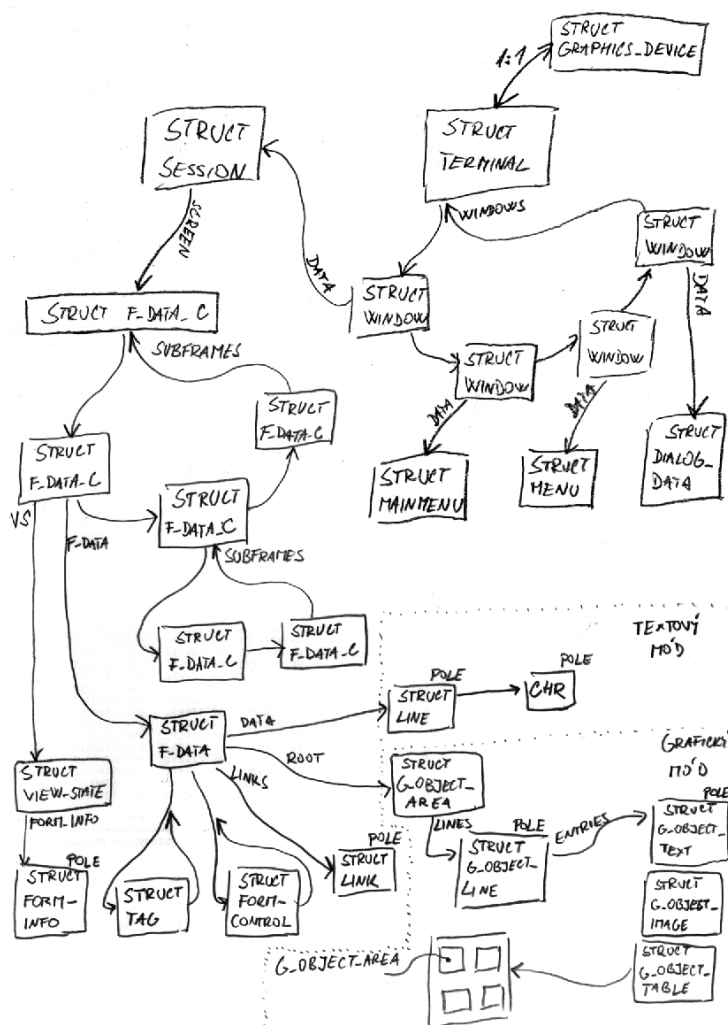 STRUCT
GRAPHICS_DEVICE
1:1
STRUCT
SESSION
STRUCT
TERMINAL
WINDOWS
STRUCT
WINDOW
SCREEN
DATA
STRUCT
WINDOW
DATA
STRUCT F_DATA_C
SUBFRAMES
STRUCT
WINDOW
STRUCT
WINDOW
STRUCT
F_DATA_C
DATA
DATA
STRUCT
F_DATA_C
STRUCT
MAINMENU
STRUCT
MENU
STRUCT
DIALOG_
DATA
STRUCT
F_DATA_C
VS
F_DATA
SUBFRAMES
STRUCT
F_DATA_C
STRUCT
F_DATA_C
TEXTOVÝ
MÓD
POLE
STRUCT
LINE
POLE
CHR
STRUCT
F_DATA
DATA
ROOT
LINKS
GRAFICKÝ
MÓD
STRUCT
VIEW_STATE
STRUCT
G_OBJECT_
AREA
POLE
STRUCT
G_OBJECT_
TEXT
FORM_INFO
LINES
POLE
STRUCT
G_OBJECT_
LINE
ENTRIES
POLE
STRUCT
FORM_
INFO
STRUCT
TAG
STRUCT
FORM_
CONTROL
POLE
STRUCT
LINK
STRUCT
G_OBJECT_
IMAGE
G_OBJECT_AREA
STRUCT
G_OBJECT_
TABLE